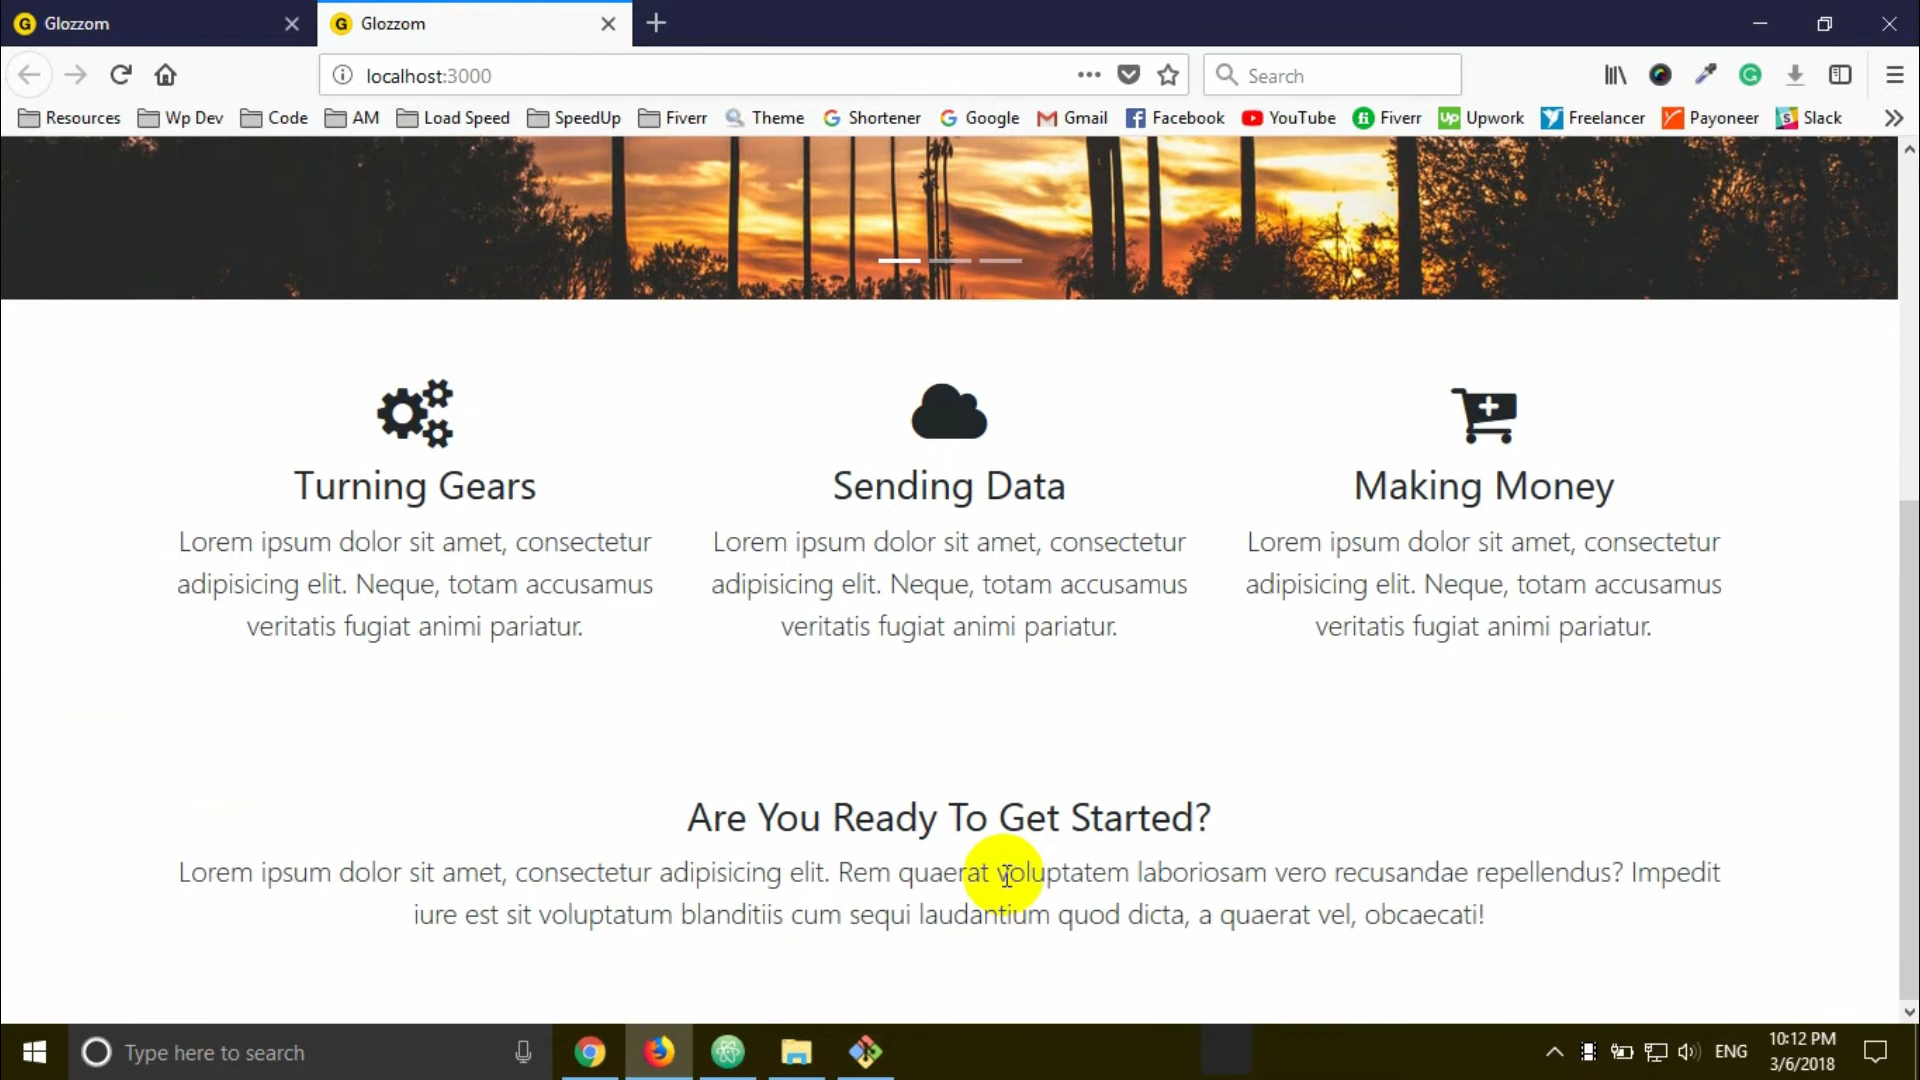 Glozzom
Glozzom
localhost:3000
Search
Resources Wp Dev Code AM Load Speed SpeedUp Fiverr Theme Shortener Google Gmail Facebook YouTube Fiverr Upwork Freelancer Payoneer Slack
Turning Gears
Lorem ipsum dolor sit amet, consectetur
adipisicing elit. Neque, totam accusamus
veritatis fugiat animi pariatur.
Sending Data
Lorem ipsum dolor sit amet, consectetur
adipisicing elit. Neque, totam accusamus
veritatis fugiat animi pariatur.
Making Money
Lorem ipsum dolor sit amet, consectetur
adipisicing elit. Neque, totam accusamus
veritatis fugiat animi pariatur.
Are You Ready To Get Started?
Lorem ipsum dolor sit amet, consectetur adipisicing elit. Rem quaerat voluptatem laboriosam vero recusandae repellendus? Impedit
iure est sit voluptatum blanditiis cum sequi laudantium quod dicta, a quaerat vel, obcaecati!
Type here to search
ENG
10:12 PM
3/6/2018